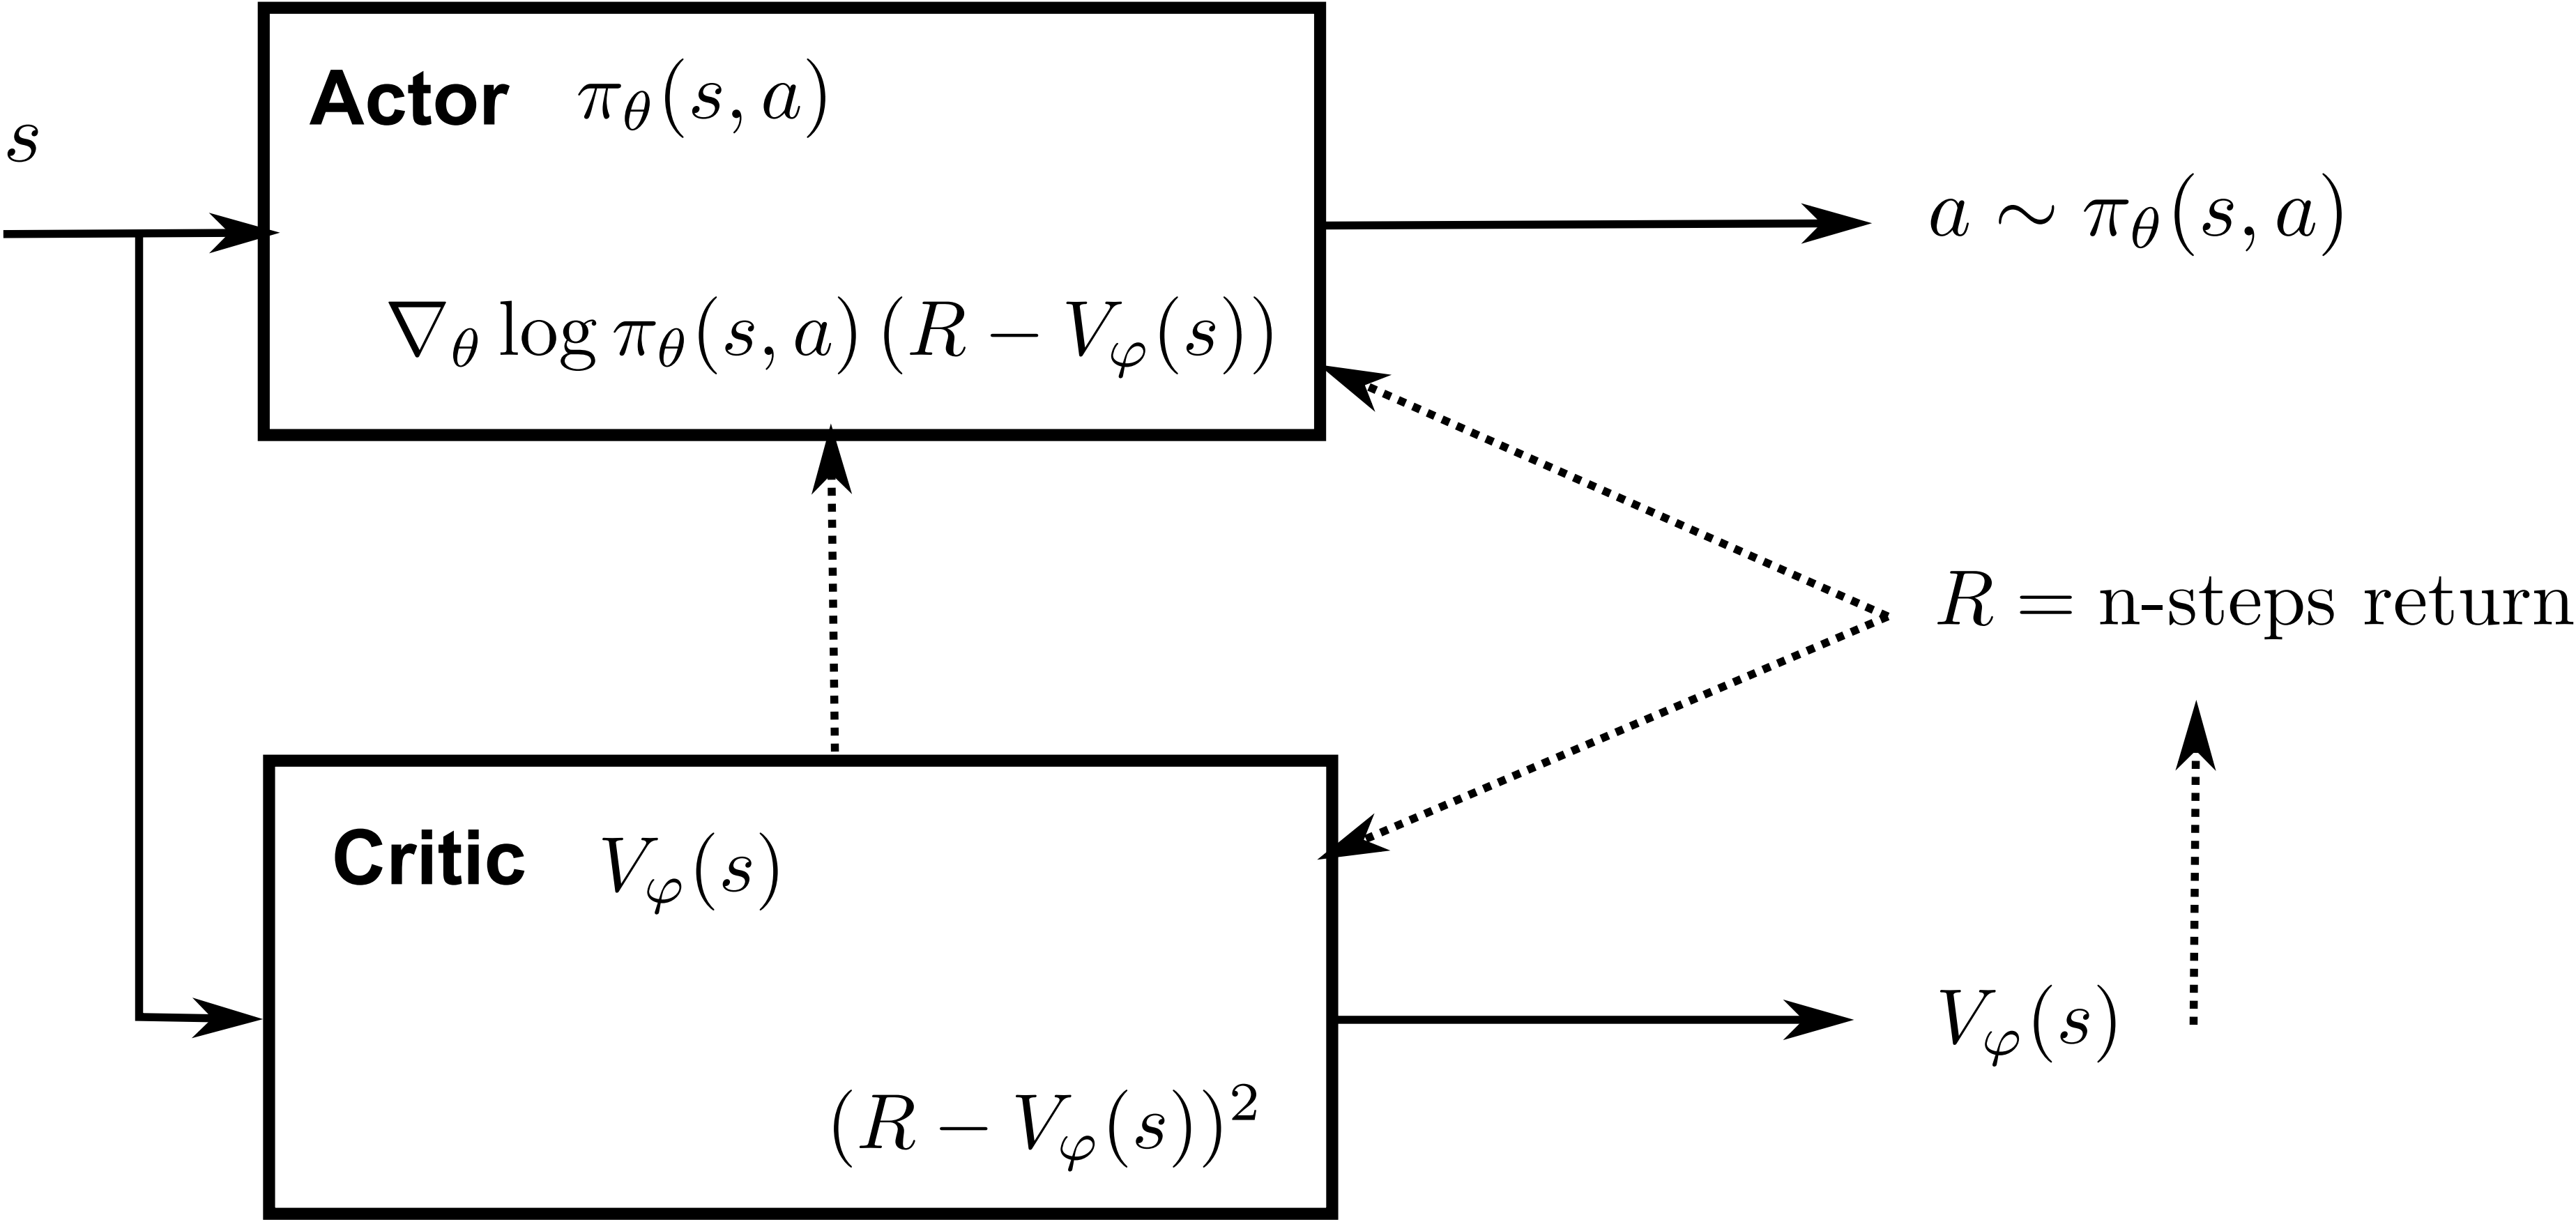 s
Actor π_θ(s, a)
∇_θ log π_θ(s, a) (R − V_φ(s))
a ∼ π_θ(s, a)
R = n-steps return
Critic V_φ(s)
(R − V_φ(s))²
V_φ(s)